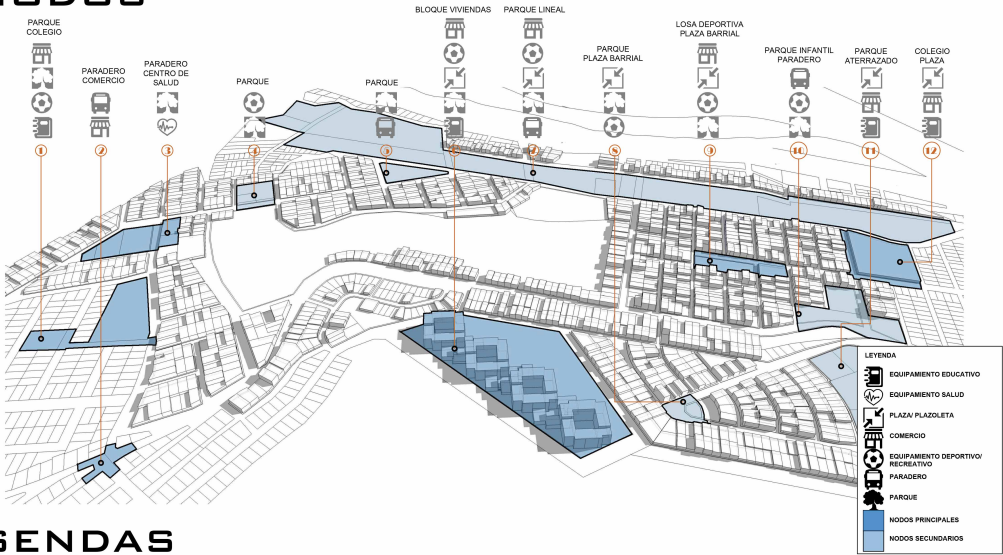 NODOS
PARQUE
COLEGIO
PARADERO
COMERCIO
PARADERO
CENTRO DE
SALUD
PARQUE
PARQUE
BLOQUE VIVIENDAS
PARQUE LINEAL
PARQUE
PLAZA BARRIAL
LOSA DEPORTIVA
PLAZA BARRIAL
PARQUE INFANTIL
PARADERO
PARQUE
ATERRAZADO
COLEGIO
PLAZA
1
2
3
4
5
6
7
8
9
10
11
12
LEYENDA
EQUIPAMIENTO EDUCATIVO
EQUIPAMIENTO SALUD
PLAZA/ PLAZOLETA
COMERCIO
EQUIPAMIENTO DEPORTIVO/
RECREATIVO
PARADERO
PARQUE
NODOS PRINCIPALES
NODOS SECUNDARIOS
SENDAS